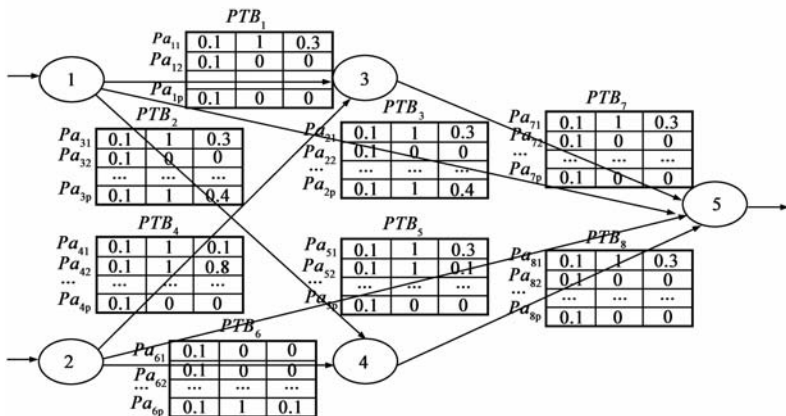 PTB₁
Pa₁₁ 0.1 1 0.3
Pa₁₂ 0.1 0 0
Pa₁ₚ 0.1 0 0
1
3
PTB₂
Pa₃₁ 0.1 1 0.3
Pa₃₂ 0.1 0 0
... ... ... ...
Pa₃ₚ 0.1 1 0.4
PTB₃
Pa₂₁ 0.1 1 0.3
Pa₂₂ 0.1 0 0
... ... ... ...
Pa₂ₚ 0.1 1 0.4
PTB₇
Pa₇₁ 0.1 1 0.3
Pa₇₂ 0.1 0 0
... ... ... ...
Pa₇ₚ 0.1 0 0
5
PTB₄
Pa₄₁ 0.1 1 0.1
Pa₄₂ 0.1 1 0.8
... ... ... ...
Pa₄ₚ 0.1 0 0
PTB₅
Pa₅₁ 0.1 1 0.3
Pa₅₂ 0.1 1 0.1
... ... ... ...
Pa₅ₚ 0.1 0 0
PTB₈
Pa₈₁ 0.1 1 0.3
Pa₈₂ 0.1 0 0
... ... ... ...
Pa₈ₚ 0.1 0 0
2
4
PTB₆
Pa₆₁ 0.1 0 0
Pa₆₂ 0.1 0 0
... ... ... ...
Pa₆ₚ 0.1 1 0.1